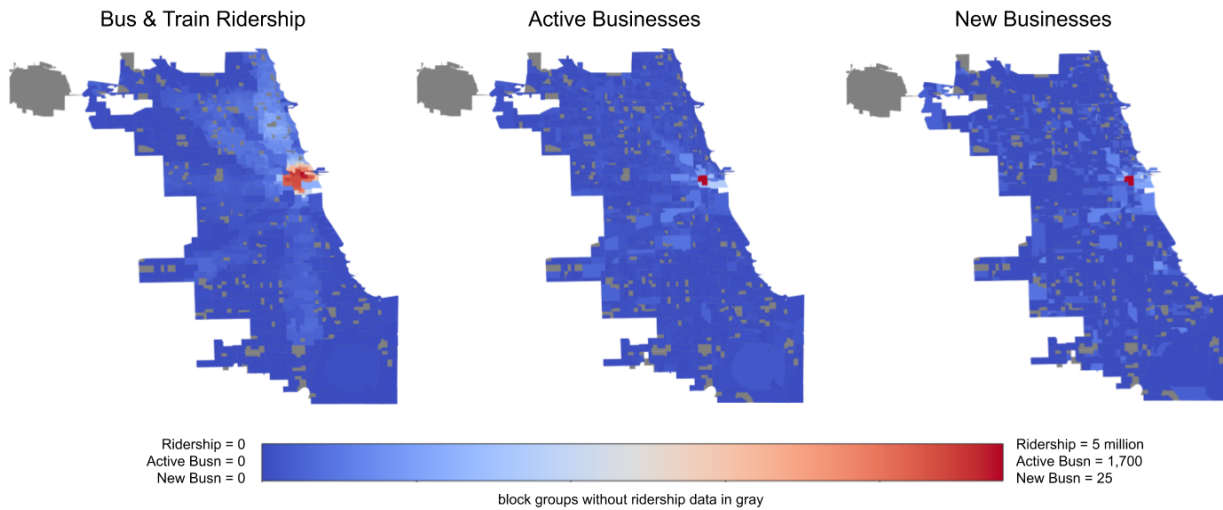 Bus & Train Ridership
Active Businesses
New Businesses
Ridership = 0
Active Busn = 0
New Busn = 0
Ridership = 5 million
Active Busn = 1,700
New Busn = 25
block groups without ridership data in gray